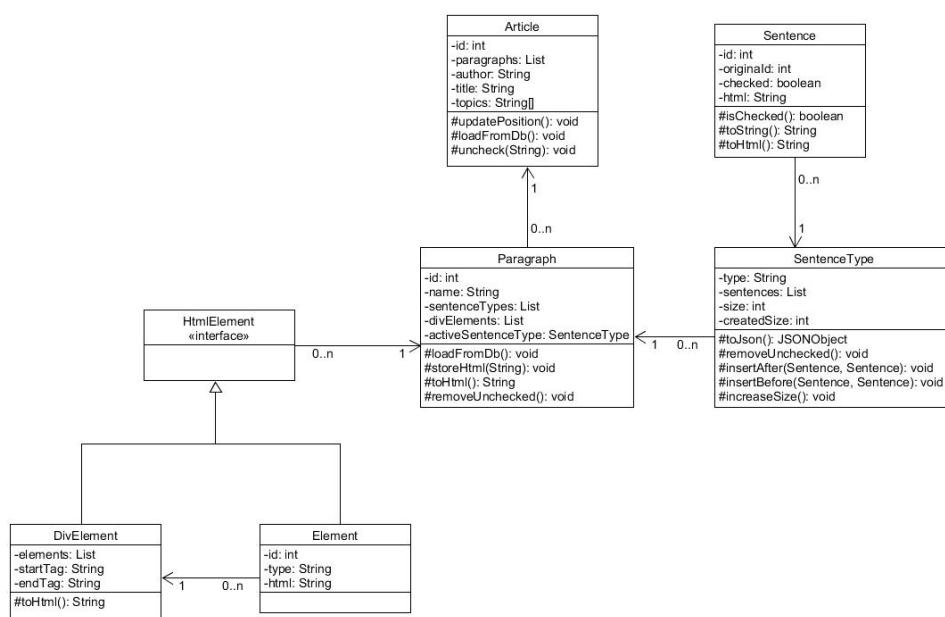 Article
-id: int
-paragraphs: List
-author: String
-title: String
-topics: String[]
#updatePosition(): void
#loadFromDb(): void
#uncheck(String): void
Sentence
-id: int
-originalId: int
-checked: boolean
-html: String
#isChecked(): boolean
#toString(): String
#toHtml(): String
1
0..n
0..n
1
Paragraph
-id: int
-name: String
-sentenceTypes: List
-divElements: List
-activeSentenceType: SentenceType
#loadFromDb(): void
#storeHtml(String): void
#toHtml(): String
#removeUnchecked(): void
SentenceType
-type: String
-sentences: List
-size: int
-createdSize: int
#toJson(): JSONObject
#removeUnchecked(): void
#insertAfter(Sentence, Sentence): void
#insertBefore(Sentence, Sentence): void
#increaseSize(): void
1
0..n
HtmlElement
«interface»
0..n
1
DivElement
-elements: List
-startTag: String
-endTag: String
#toHtml(): String
1
0..n
Element
-id: int
-type: String
-html: String